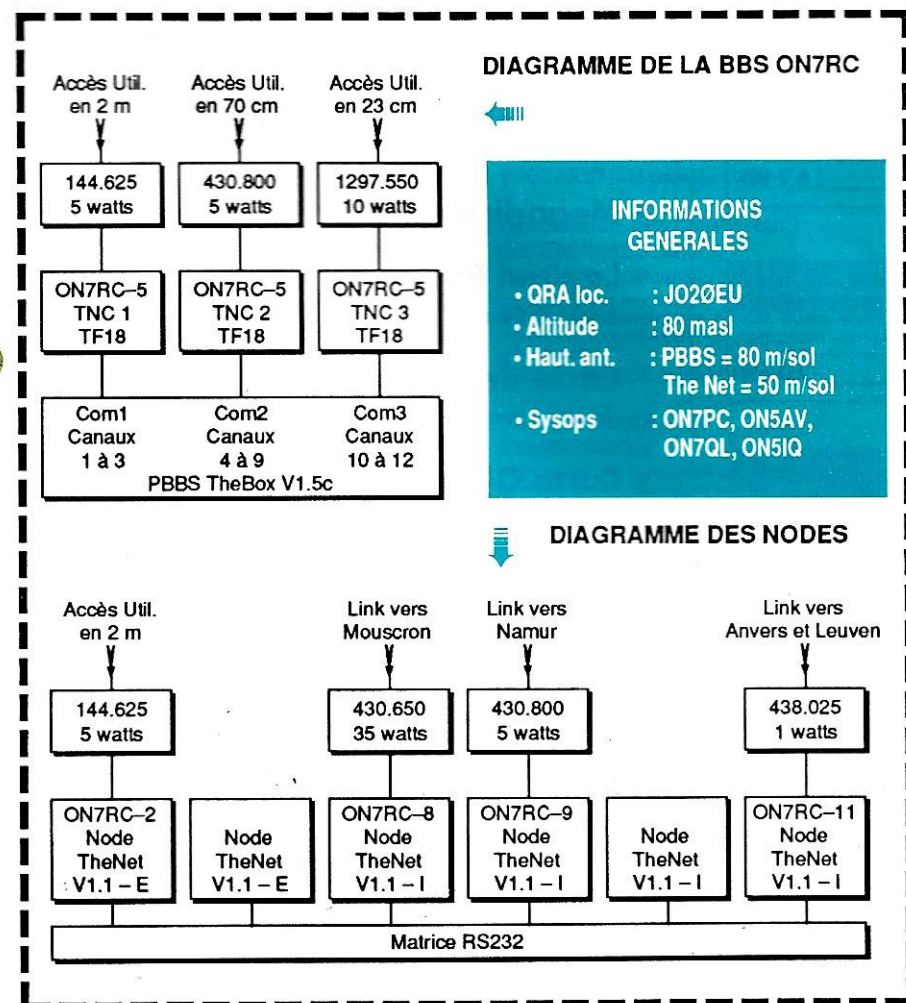 DIAGRAMME DE LA BBS ON7RC
Accès Util.
en 2 m
Accès Util.
en 70 cm
Accès Util.
en 23 cm
144.625
5 watts
430.800
5 watts
1297.550
10 watts
ON7RC–5
TNC 1
TF18
ON7RC–5
TNC 2
TF18
ON7RC–5
TNC 3
TF18
Com1
Canaux
1 à 3
Com2
Canaux
4 à 9
Com3
Canaux
10 à 12
PBBS TheBox V1.5c
INFORMATIONS
GENERALES
• QRA loc. : JO2ØEU
• Altitude : 80 masl
• Haut. ant. : PBBS = 80 m/sol
The Net = 50 m/sol
• Sysops : ON7PC, ON5AV,
ON7QL, ON5IQ
DIAGRAMME DES NODES
Accès Util.
en 2 m
Link vers
Mouscron
Link vers
Namur
Link vers
Anvers et Leuven
144.625
5 watts
430.650
35 watts
430.800
5 watts
438.025
1 watts
ON7RC–2
Node
TheNet
V1.1 – E
Node
TheNet
V1.1 – E
ON7RC–8
Node
TheNet
V1.1 – I
ON7RC–9
Node
TheNet
V1.1 – I
Node
TheNet
V1.1 – I
ON7RC–11
Node
TheNet
V1.1 – I
Matrice RS232